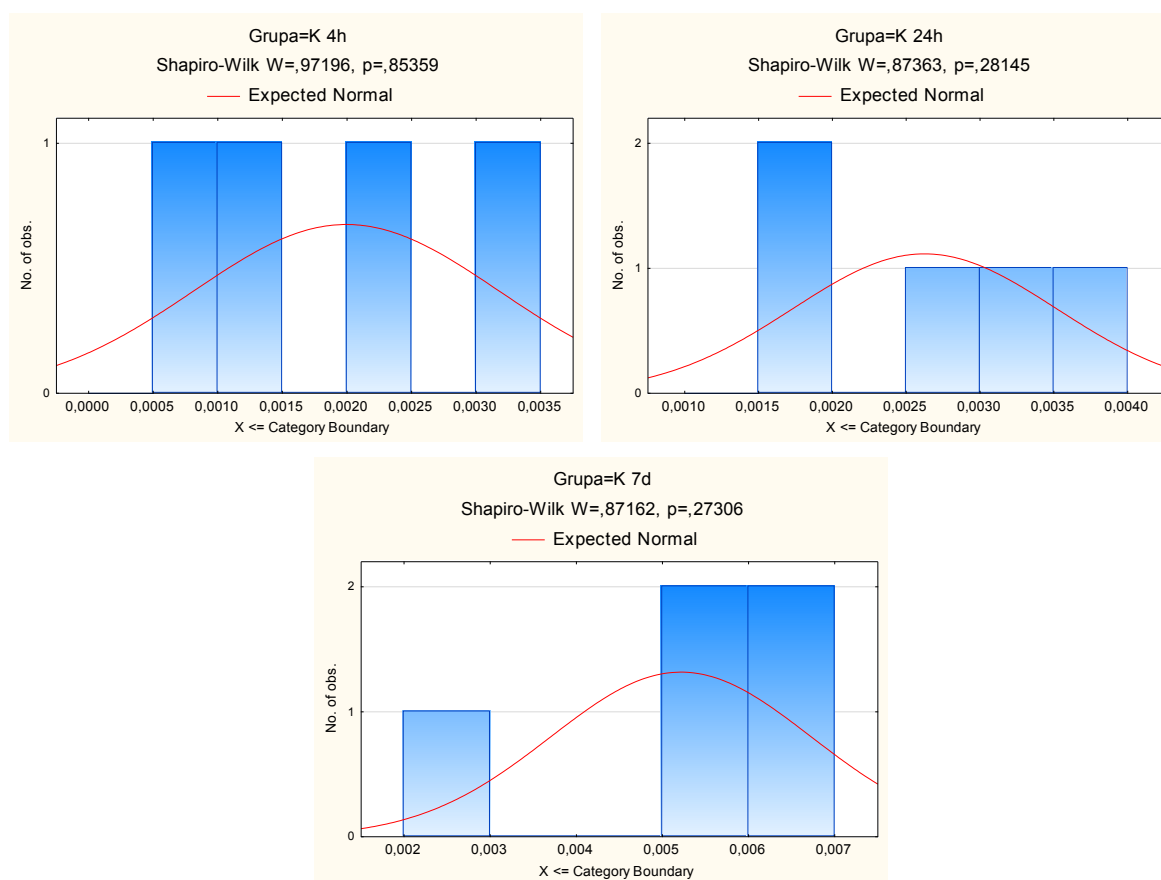 Grupa=K 4h
Shapiro-Wilk W=,97196, p=,85359
Expected Normal
1
0
No. of obs.
0,0000 0,0005 0,0010 0,0015 0,0020 0,0025 0,0030 0,0035
X <= Category Boundary
Grupa=K 24h
Shapiro-Wilk W=,87363, p=,28145
Expected Normal
2
1
0
No. of obs.
0,0010 0,0015 0,0020 0,0025 0,0030 0,0035 0,0040
X <= Category Boundary
Grupa=K 7d
Shapiro-Wilk W=,87162, p=,27306
Expected Normal
2
1
0
No. of obs.
0,002 0,003 0,004 0,005 0,006 0,007
X <= Category Boundary